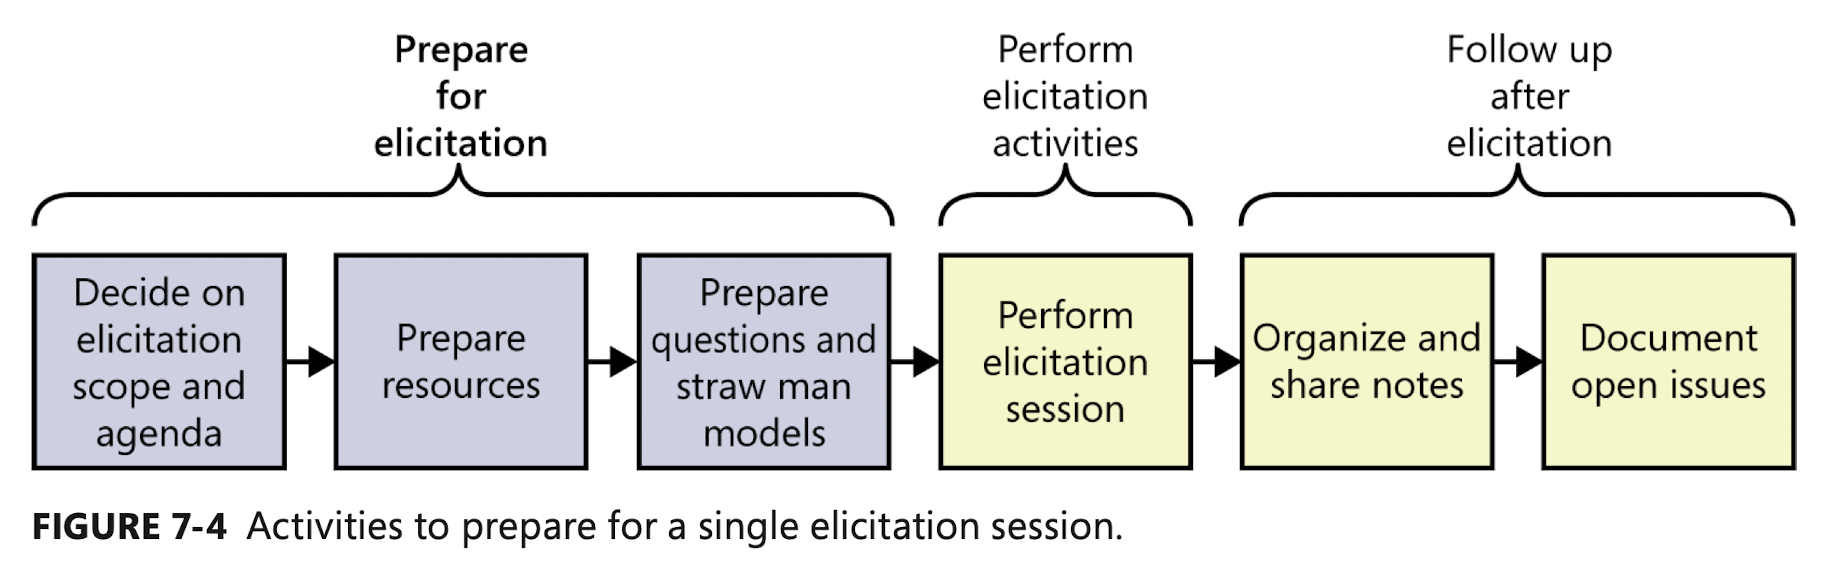 Prepare
for
elicitation
Perform
elicitation
activities
Follow up
after
elicitation
Decide on
elicitation
scope and
agenda
Prepare
resources
Prepare
questions and
straw man
models
Perform
elicitation
session
Organize and
share notes
Document
open issues
FIGURE 7-4 Activities to prepare for a single elicitation session.